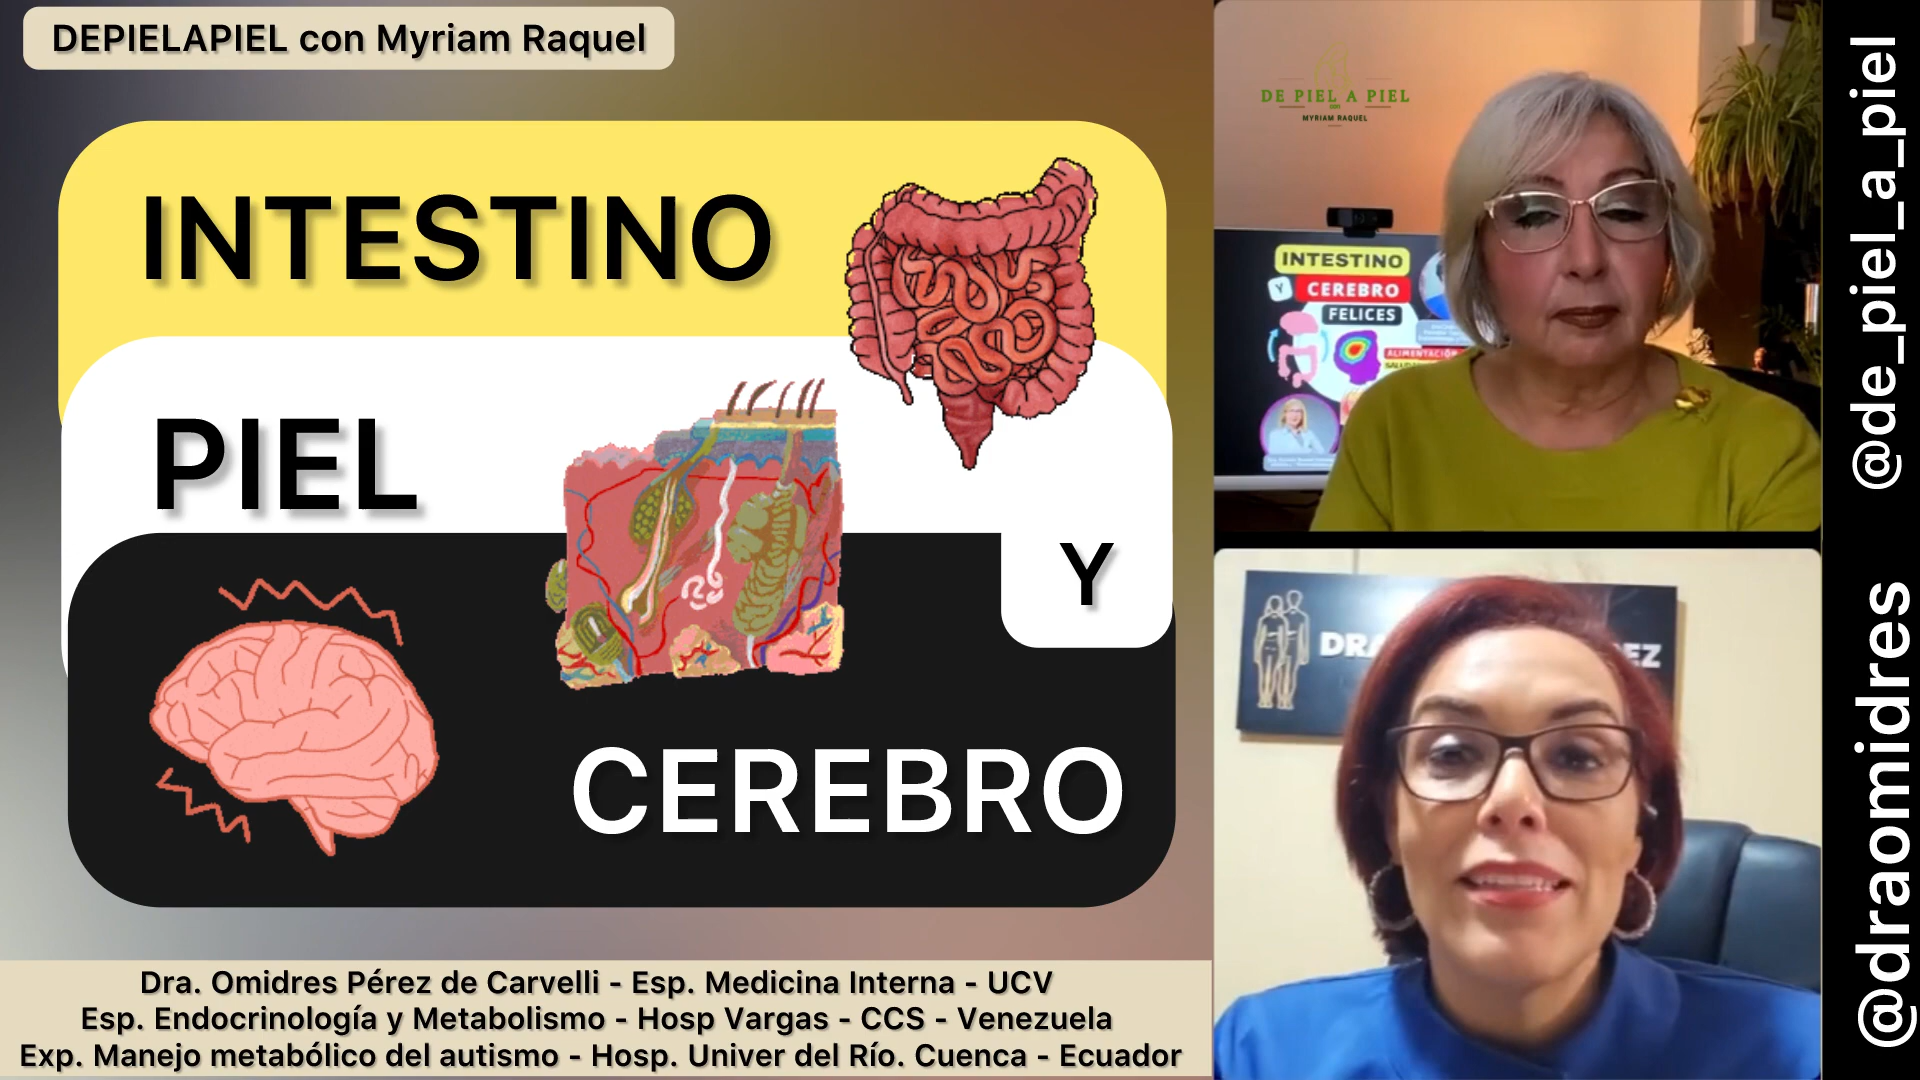 DEPIELAPIEL con Myriam Raquel
INTESTINO
PIEL
Y
CEREBRO
Dra. Omidres Pérez de Carvelli - Esp. Medicina Interna - UCV
Esp. Endocrinología y Metabolismo - Hosp Vargas - CCS - Venezuela
Exp. Manejo metabólico del autismo - Hosp. Univer del Río. Cuenca - Ecuador
DE PIEL A PIEL
MYRIAM RAQUEL
INTESTINO
Y CEREBRO
FELICES
ALIMENTACIÓN
DRA
EZ
@de_piel_a_piel
@draomidres